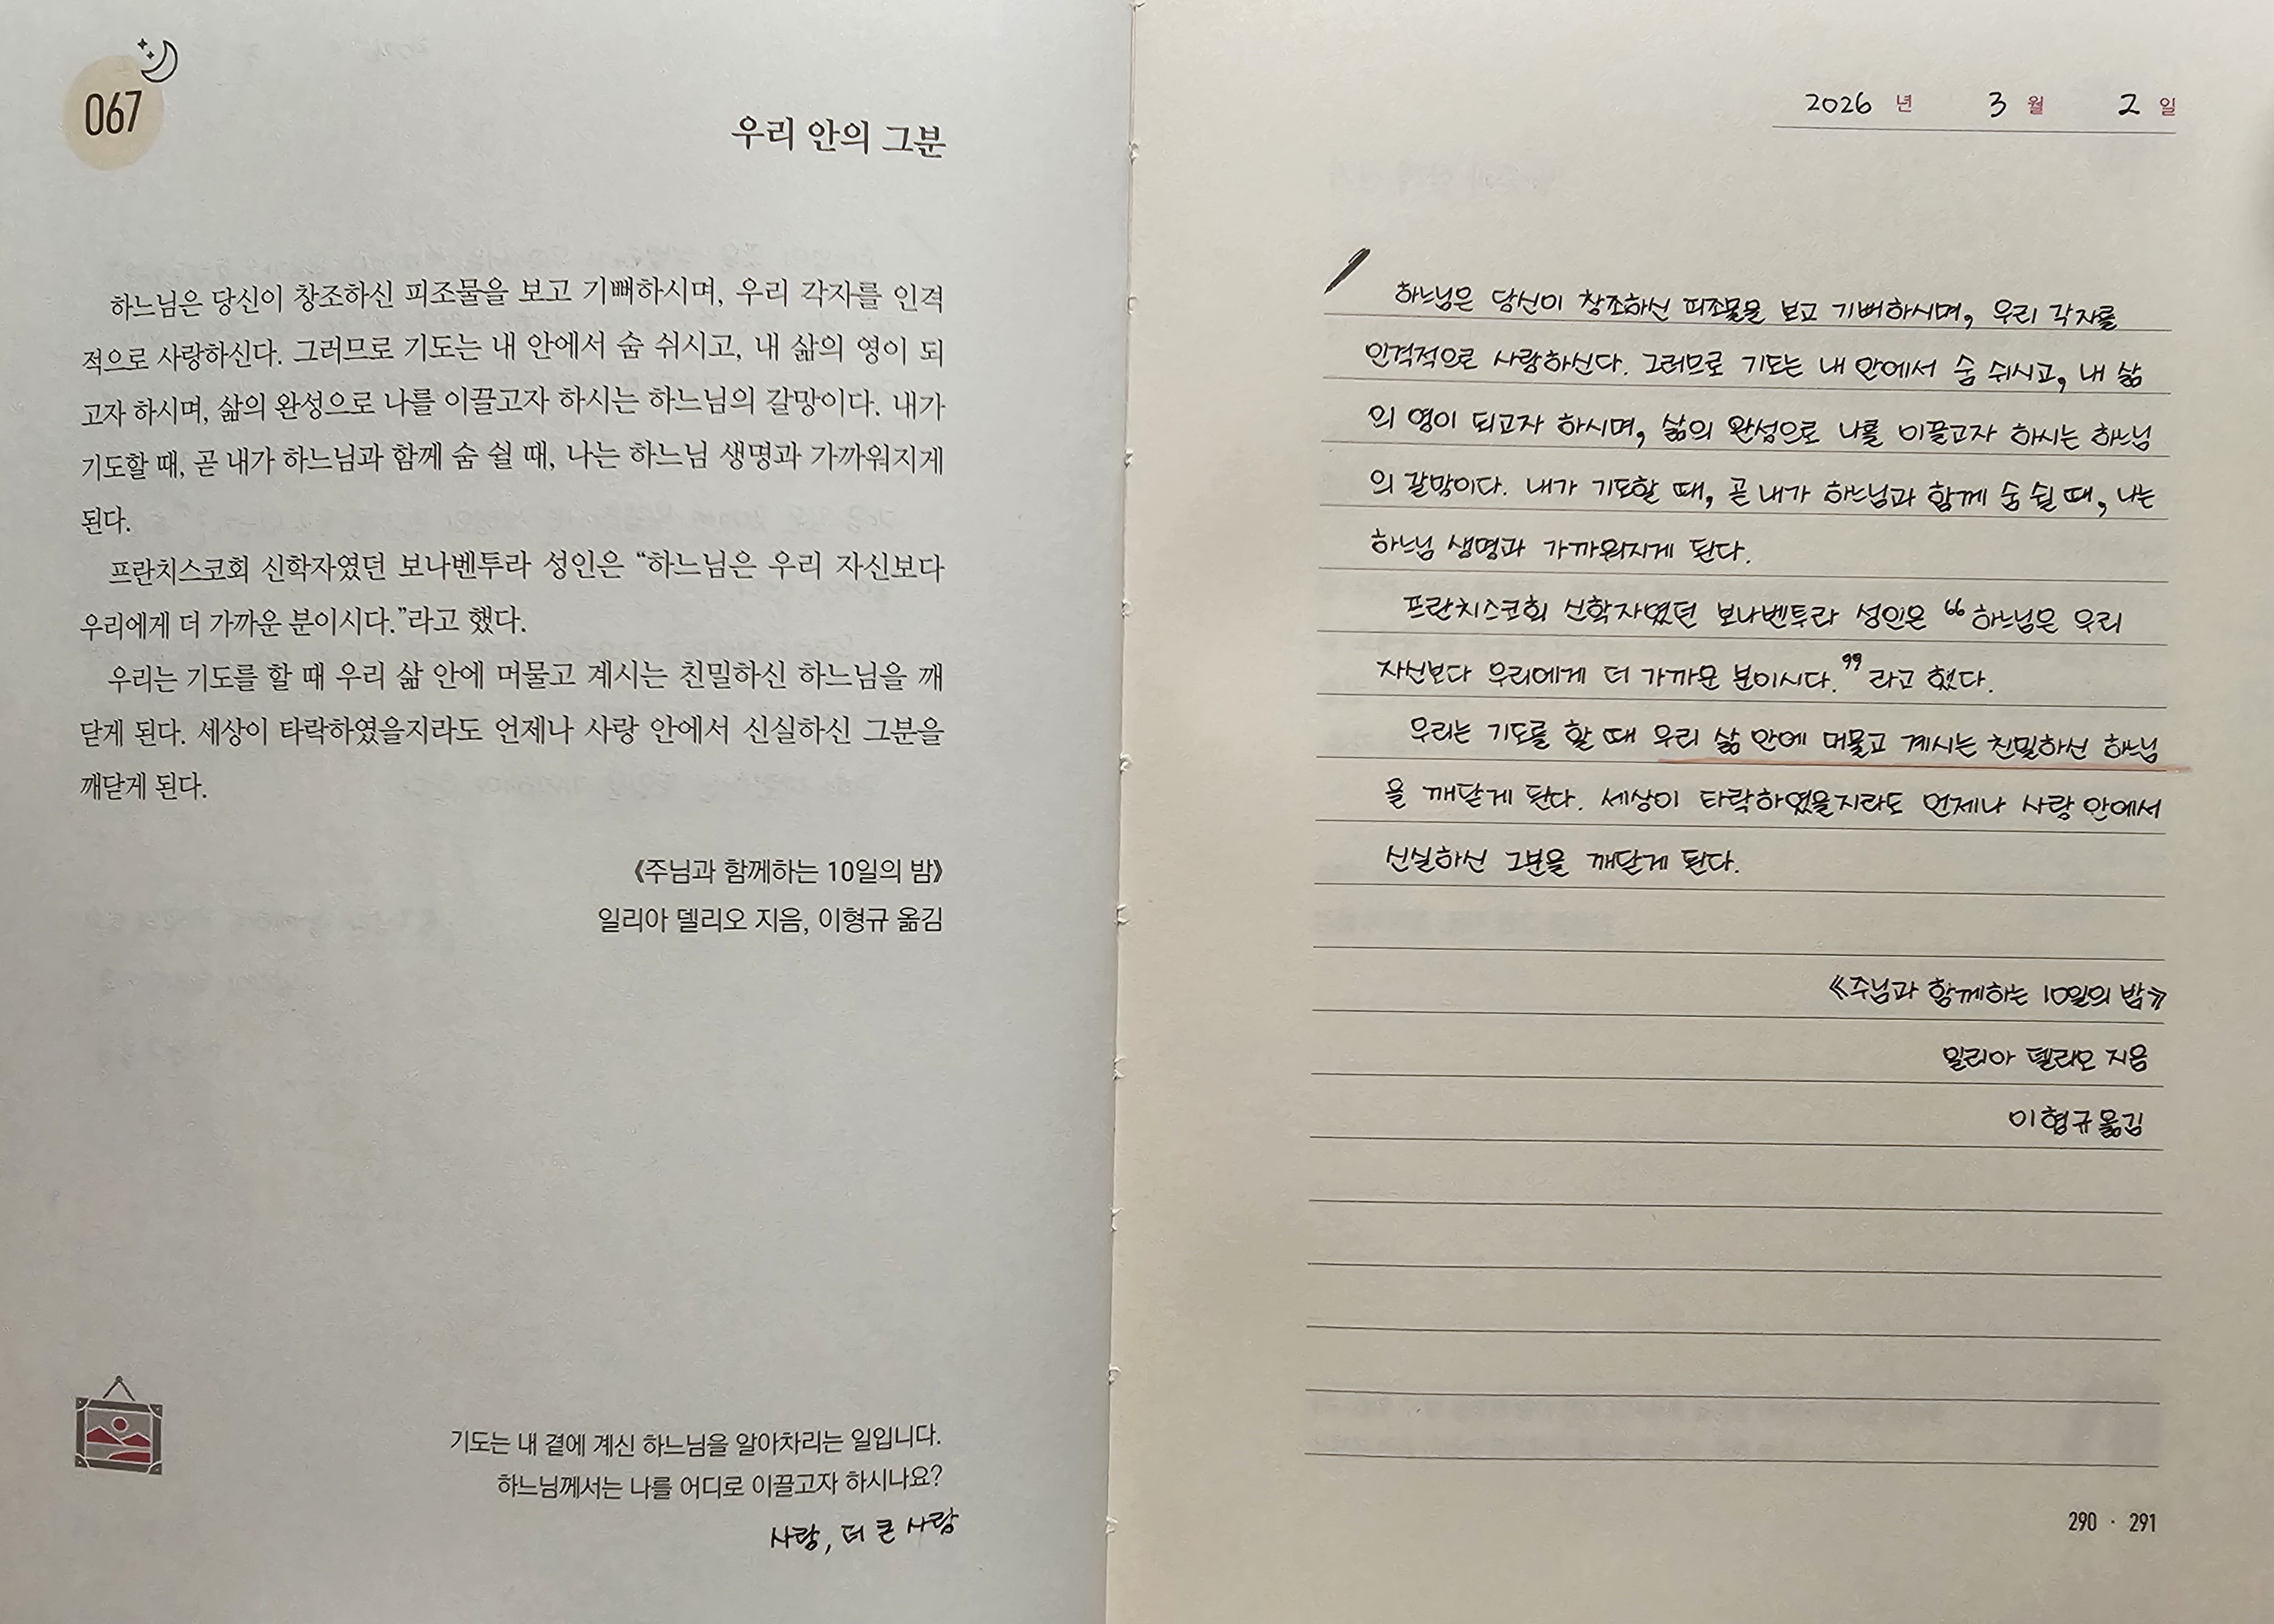 067
우리 안의 그분
하느님은 당신이 창조하신 피조물을 보고 기뻐하시며, 우리 각자를 인격
적으로 사랑하신다. 그러므로 기도는 내 안에서 숨 쉬시고, 내 삶의 영이 되
고자 하시며, 삶의 완성으로 나를 이끌고자 하시는 하느님의 갈망이다. 내가
기도할 때, 곧 내가 하느님과 함께 숨 쉴 때, 나는 하느님 생명과 가까워지게
된다.
프란치스코회 신학자였던 보나벤투라 성인은 “하느님은 우리 자신보다
우리에게 더 가까운 분이시다.”라고 했다.
우리는 기도를 할 때 우리 삶 안에 머물고 계시는 친밀하신 하느님을 깨
닫게 된다. 세상이 타락하였을지라도 언제나 사랑 안에서 신실하신 그분을
깨닫게 된다.
《주님과 함께하는 10일의 밤》
일리아 델리오 지음, 이형규 옮김
기도는 내 곁에 계신 하느님을 알아차리는 일입니다.
하느님께서는 나를 어디로 이끌고자 하시나요?
사랑, 더 큰 사랑
2026 년 3 월 2 일
하느님은 당신이 창조하신 피조물을 보고 기뻐하시며, 우리 각자를
인격적으로 사랑하신다. 그러므로 기도는 내 안에서 숨 쉬시고, 내 삶
의 영이 되고자 하시며, 삶의 완성으로 나를 이끌고자 하시는 하느님
의 갈망이다. 내가 기도할 때, 곧 내가 하느님과 함께 숨 쉴 때, 나는
하느님 생명과 가까워지게 된다.
프란치스코회 신학자였던 보나벤투라 성인은 “하느님은 우리
자신보다 우리에게 더 가까운 분이시다.”라고 했다.
우리는 기도를 할 때 우리 삶 안에 머물고 계시는 친밀하신 하느님
을 깨닫게 된다. 세상이 타락하였을지라도 언제나 사랑 안에서
신실하신 그분을 깨닫게 된다.
《주님과 함께하는 10일의 밤》
일리아 델리오 지음
이형규 옮김
290 · 291